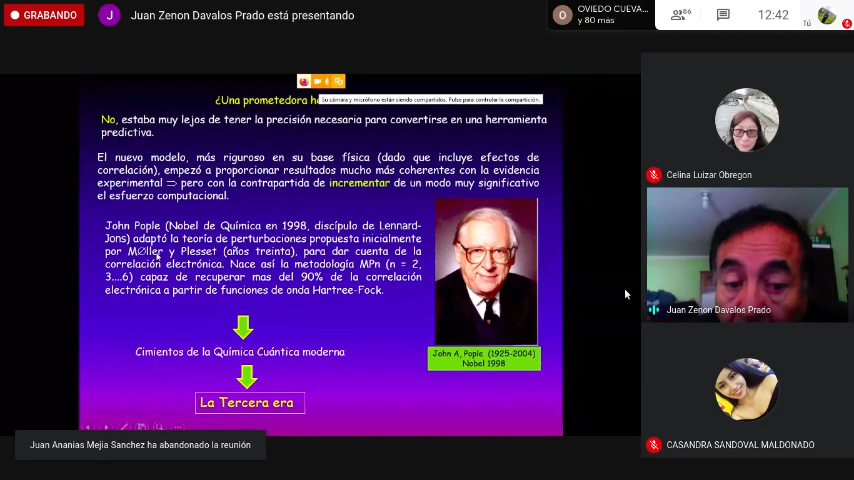 GRABANDO
J
Juan Zenon Davalos Prado está presentando
O
OVIEDO CUEVA...
y 80 más
86
12:42
Tú
¿Una prometedora
Su cámara y micrófono están siendo compartidos. Pulse para controlar la compartición.
No, estaba muy lejos de tener la precisión necesaria para convertirse en una herramienta
predictiva.
El nuevo modelo, más riguroso en su base física (dado que incluye efectos de
correlación), empezó a proporcionar resultados mucho más coherentes con la evidencia
experimental ⇒ pero con la contrapartida de incrementar de un modo muy significativo
el esfuerzo computacional.
John Pople (Nobel de Química en 1998, discípulo de Lennard-
Jons) adaptó la teoría de perturbaciones propuesta inicialmente
por MØller y Plesset (años treinta), para dar cuenta de la
correlación electrónica. Nace así la metodología MPn (n = 2,
3....6) capaz de recuperar mas del 90% de la correlación
electrónica a partir de funciones de onda Hartree-Fock.
John A, Pople (1925-2004)
Nobel 1998
Cimientos de la Química Cuántica moderna
La Tercera era
Juan Ananias Mejia Sanchez ha abandonado la reunión
Celina Luizar Obregon
Juan Zenon Davalos Prado
CASANDRA SANDOVAL MALDONADO